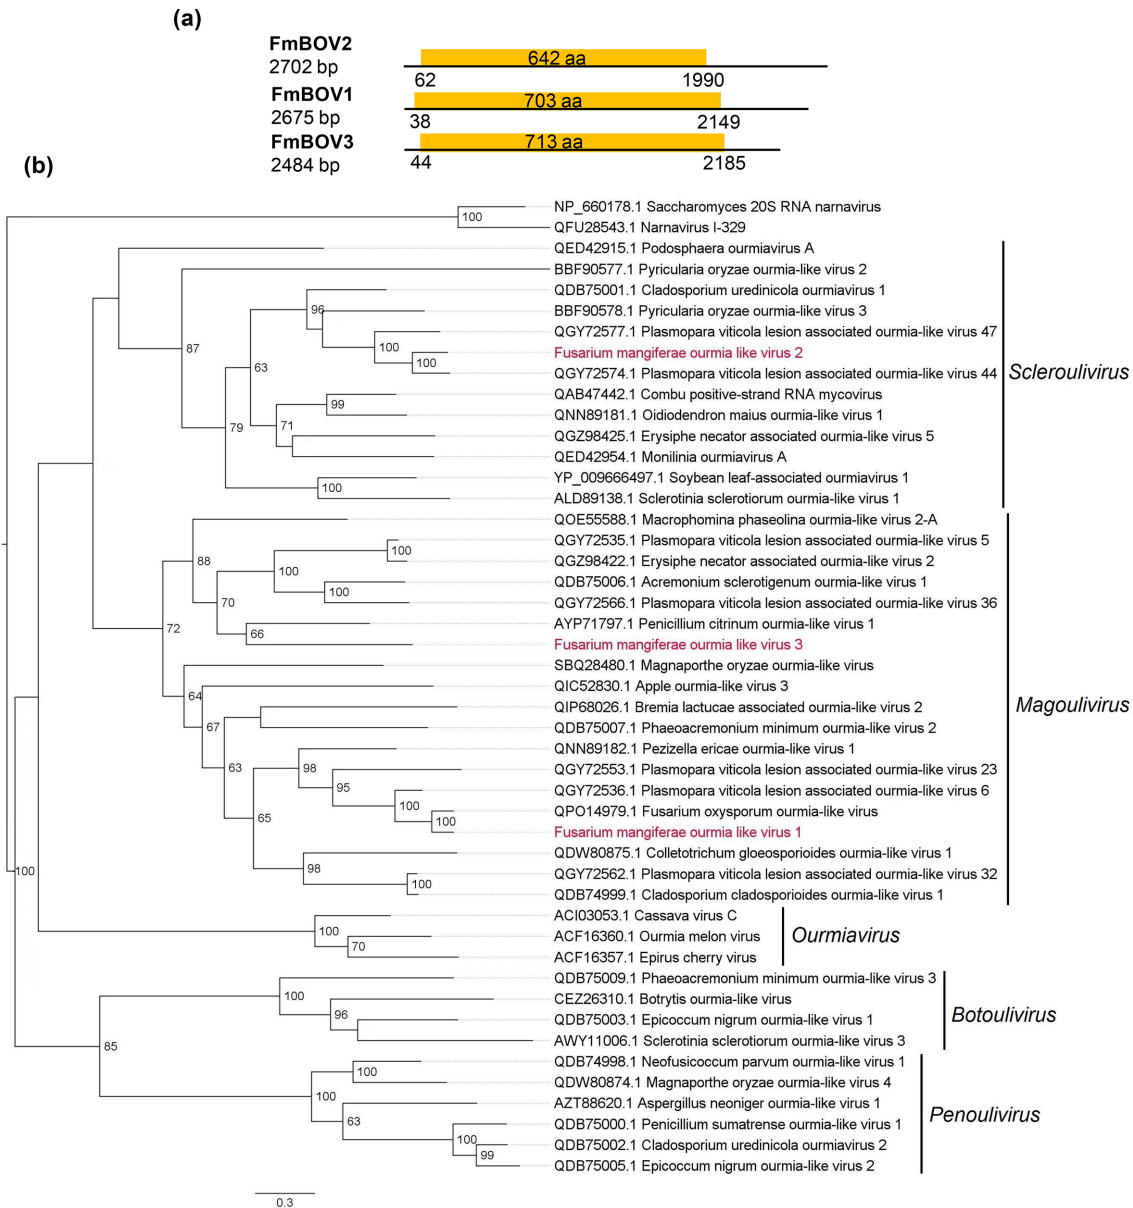 (a)
FmBOV2
2702 bp
642 aa
62 1990
FmBOV1
2675 bp
703 aa
38 2149
FmBOV3
2484 bp
713 aa
44 2185
(b)
NP_660178.1 Saccharomyces 20S RNA narnavirus
100
QFU28543.1 Narnavirus I-329
QED42915.1 Podosphaera ourmiavirus A
BBF90577.1 Pyricularia oryzae ourmia-like virus 2
QDB75001.1 Cladosporium uredinicola ourmiavirus 1
96
BBF90578.1 Pyricularia oryzae ourmia-like virus 3
QGY72577.1 Plasmopara viticola lesion associated ourmia-like virus 47
87
100
Fusarium mangiferae ourmia like virus 2
100
63
QGY72574.1 Plasmopara viticola lesion associated ourmia-like virus 44
Scleroulivirus
QAB47442.1 Combu positive-strand RNA mycovirus
99
QNN89181.1 Oidiodendron maius ourmia-like virus 1
79
71
QGZ98425.1 Erysiphe necator associated ourmia-like virus 5
QED42954.1 Monilinia ourmiavirus A
YP_009666497.1 Soybean leaf-associated ourmiavirus 1
100
ALD89138.1 Sclerotinia sclerotiorum ourmia-like virus 1
QOE55588.1 Macrophomina phaseolina ourmia-like virus 2-A
QGY72535.1 Plasmopara viticola lesion associated ourmia-like virus 5
100
88
QGZ98422.1 Erysiphe necator associated ourmia-like virus 2
100
QDB75006.1 Acremonium sclerotigenum ourmia-like virus 1
100
70
QGY72566.1 Plasmopara viticola lesion associated ourmia-like virus 36
AYP71797.1 Penicillium citrinum ourmia-like virus 1
72
66
Fusarium mangiferae ourmia like virus 3
SBQ28480.1 Magnaporthe oryzae ourmia-like virus
QIC52830.1 Apple ourmia-like virus 3
64
QIP68026.1 Bremia lactucae associated ourmia-like virus 2
Magoulivirus
67
QDB75007.1 Phaeoacremonium minimum ourmia-like virus 2
QNN89182.1 Pezizella ericae ourmia-like virus 1
63
98
QGY72553.1 Plasmopara viticola lesion associated ourmia-like virus 23
95
QGY72536.1 Plasmopara viticola lesion associated ourmia-like virus 6
100
QPO14979.1 Fusarium oxysporum ourmia-like virus
65
100
Fusarium mangiferae ourmia like virus 1
QDW80875.1 Colletotrichum gloeosporioides ourmia-like virus 1
98
QGY72562.1 Plasmopara viticola lesion associated ourmia-like virus 32
100
100
QDB74999.1 Cladosporium cladosporioides ourmia-like virus 1
ACI03053.1 Cassava virus C
100
ACF16360.1 Ourmia melon virus
Ourmiavirus
70
ACF16357.1 Epirus cherry virus
QDB75009.1 Phaeoacremonium minimum ourmia-like virus 3
100
CEZ26310.1 Botrytis ourmia-like virus
96
Botoulivirus
QDB75003.1 Epicoccum nigrum ourmia-like virus 1
AWY11006.1 Sclerotinia sclerotiorum ourmia-like virus 3
85
QDB74998.1 Neofusicoccum parvum ourmia-like virus 1
100
QDW80874.1 Magnaporthe oryzae ourmia-like virus 4
100
AZT88620.1 Aspergillus neoniger ourmia-like virus 1
Penoulivirus
63
QDB75000.1 Penicillium sumatrense ourmia-like virus 1
100
QDB75002.1 Cladosporium uredinicola ourmiavirus 2
99
QDB75005.1 Epicoccum nigrum ourmia-like virus 2
0.3